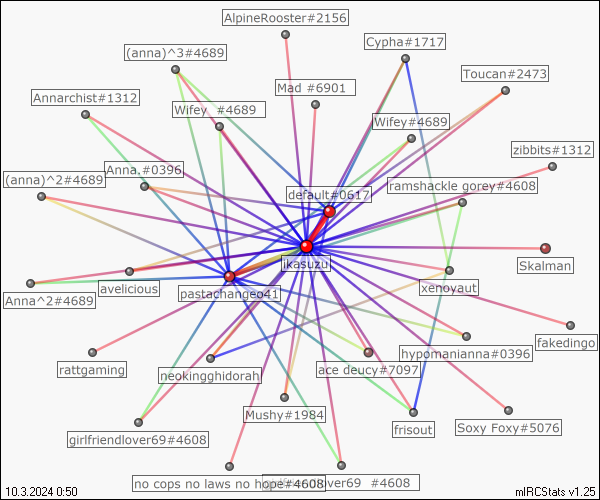 AlpineRooster#2156
Cypha#1717
(anna)^3#4689
Toucan#2473
Mad #6901
Annarchist#1312
Wifey #4689
Wifey#4689
zibbits#1312
Anna.#0396
(anna)^2#4689
default#0617
ramshackle gorey#4608
ikasuzu
Skalman
avelicious
pastachangeo41
xenovaut
Anna^2#4689
fakedingo
hypomanianna#0396
rattgaming
neokingghidorah
ace deucy#7097
Mushy#1984
Soxy Foxy#5076
frisout
girlfriendlover69#4608
no cops no laws no hope#4608
over69 #4608
10.3.2024 0:50
mIRCStats v1.25